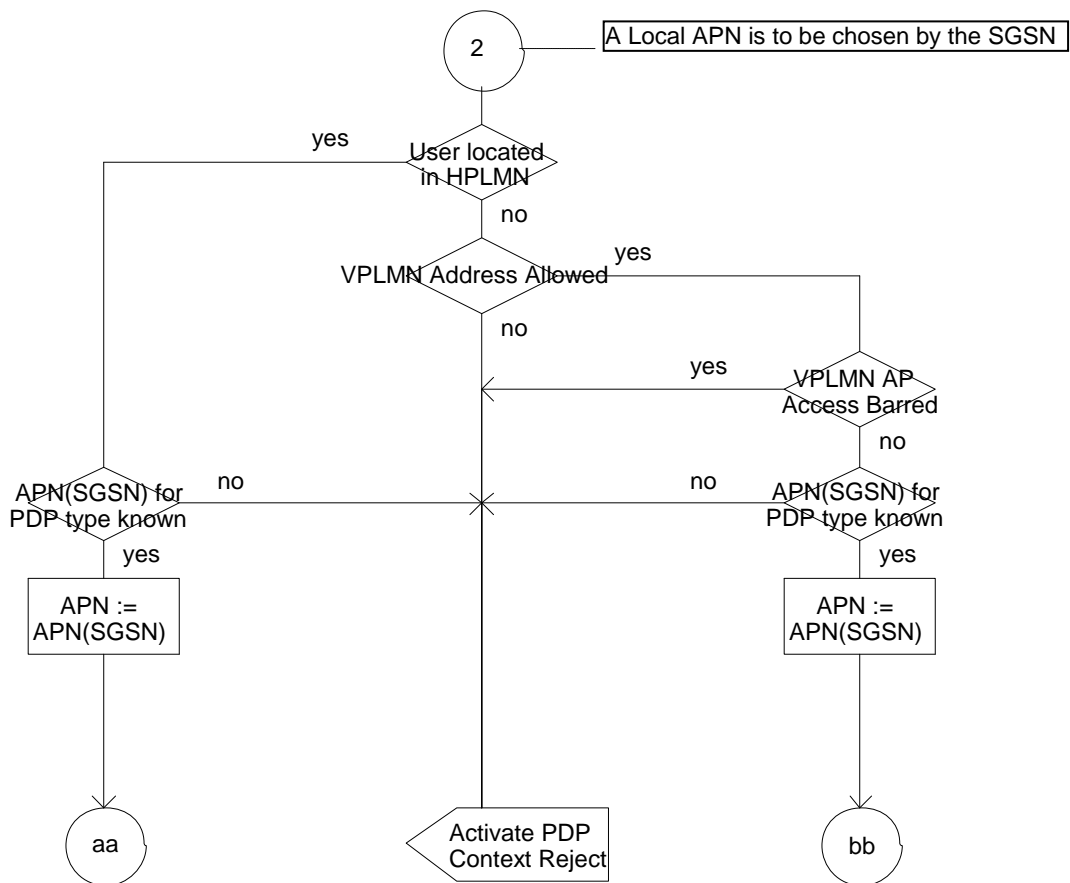 2
A Local APN is to be chosen by the SGSN
yes
User located
in HPLMN
no
VPLMN Address Allowed
yes
no
yes
VPLMN AP
Access Barred
no
APN(SGSN) for
PDP type known
no
no
APN(SGSN) for
PDP type known
yes
yes
APN :=
APN(SGSN)
APN :=
APN(SGSN)
aa
Activate PDP
Context Reject
bb